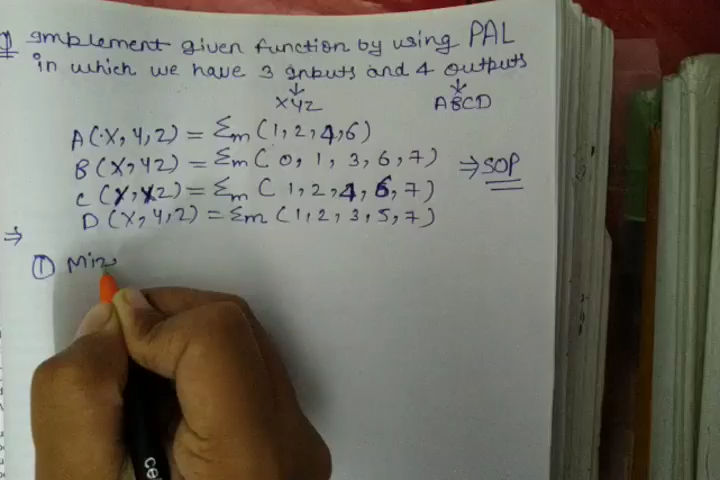 Q] Implement given function by using PAL
in which we have 3 inputs and 4 outputs
XYZ ABCD
A(X, Y, Z) = Σm (1, 2, 4, 6)
B(X, YZ) = Σm (0, 1, 3, 6, 7) ⇒ SOP
C(X, YZ) = Σm (1, 2, 4, 6, 7)
D(X, Y, Z) = Σm (1, 2, 3, 5, 7)
⇒
① Min